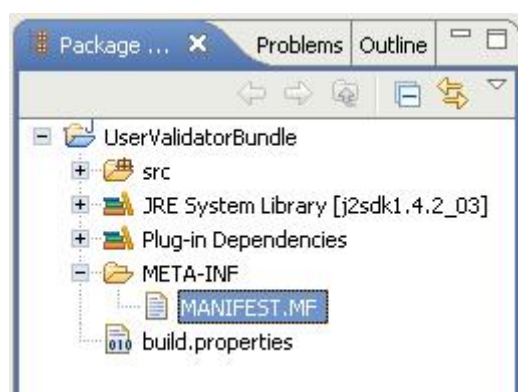 Package ... Problems Outline
UserValidatorBundle
src
JRE System Library [j2sdk1.4.2_03]
Plug-in Dependencies
META-INF
MANIFEST.MF
010 build.properties